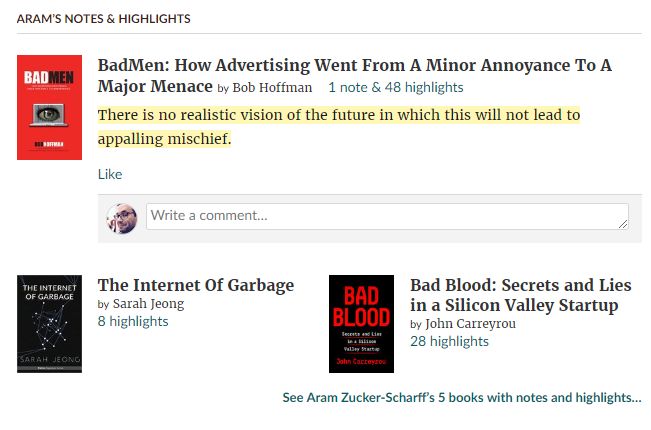 ARAM'S NOTES & HIGHLIGHTS
BADMEN
BOB HOFFMAN
BadMen: How Advertising Went From A Minor Annoyance To A
Major Menace by Bob Hoffman 1 note & 48 highlights
There is no realistic vision of the future in which this will not lead to
appalling mischief.
Like
Write a comment...
THE INTERNET
OF GARBAGE
SARAH JEONG
The Internet Of Garbage
by Sarah Jeong
8 highlights
BAD
BLOOD
Secrets and Lies
in a Silicon
Valley Startup
John Carreyrou
Bad Blood: Secrets and Lies
in a Silicon Valley Startup
by John Carreyrou
28 highlights
See Aram Zucker-Scharff's 5 books with notes and highlights...